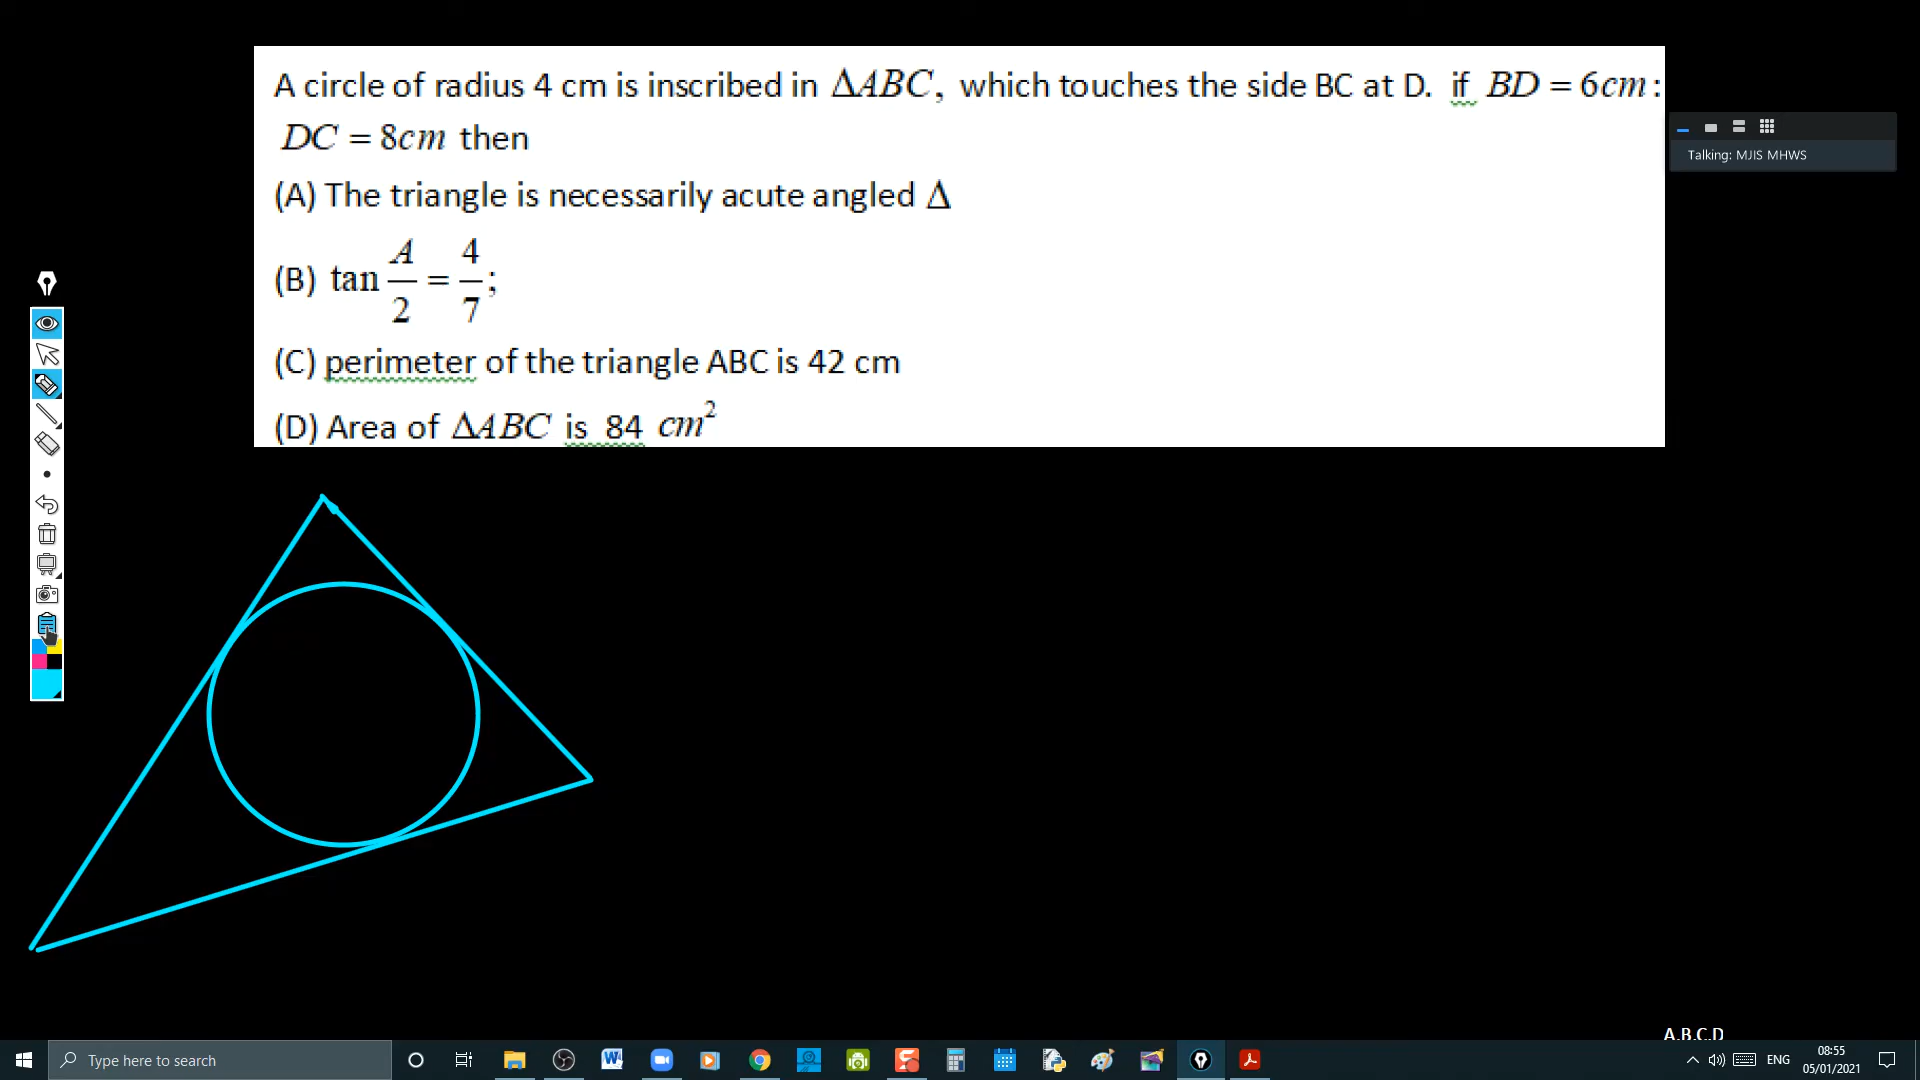 A circle of radius 4 cm is inscribed in ΔABC, which touches the side BC at D. if BD = 6cm :
DC = 8cm then
(A) The triangle is necessarily acute angled Δ
(B) tan A/2 = 4/7;
(C) perimeter of the triangle ABC is 42 cm
(D) Area of ΔABC is 84 cm²
Talking: MJIS MHWS
A,B,C,D
Type here to search
ENG
08:55
05/01/2021